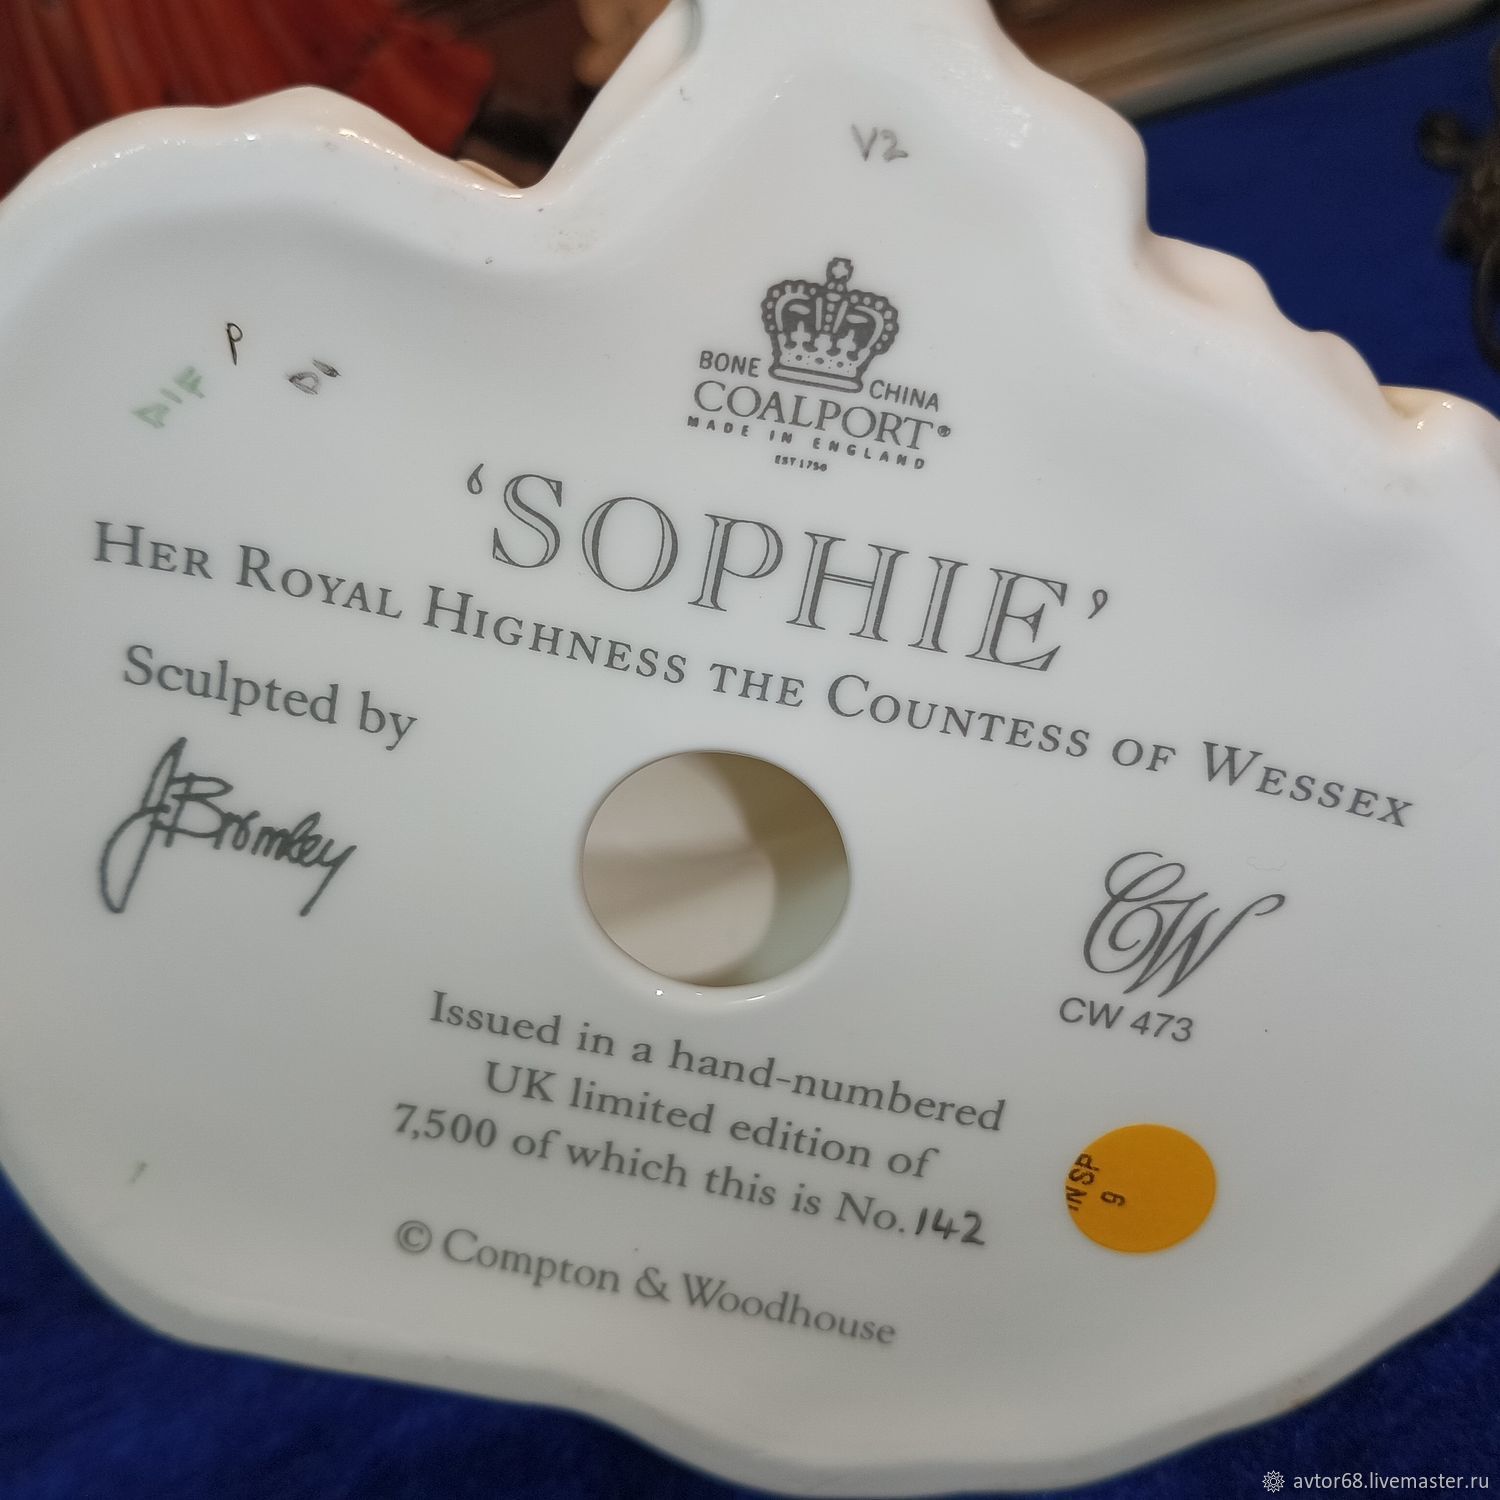 V2
P
BONE CHINA
COALPORT®
MADE IN ENGLAND
EST 1750
‘SOPHIE’
HER ROYAL HIGHNESS THE COUNTESS OF WESSEX
Sculpted by
J. Bromley
CW
CW 473
Issued in a hand-numbered
UK limited edition of
7,500 of which this is No. 142
© Compton & Woodhouse
INSP
9
avtor68.livemaster.ru